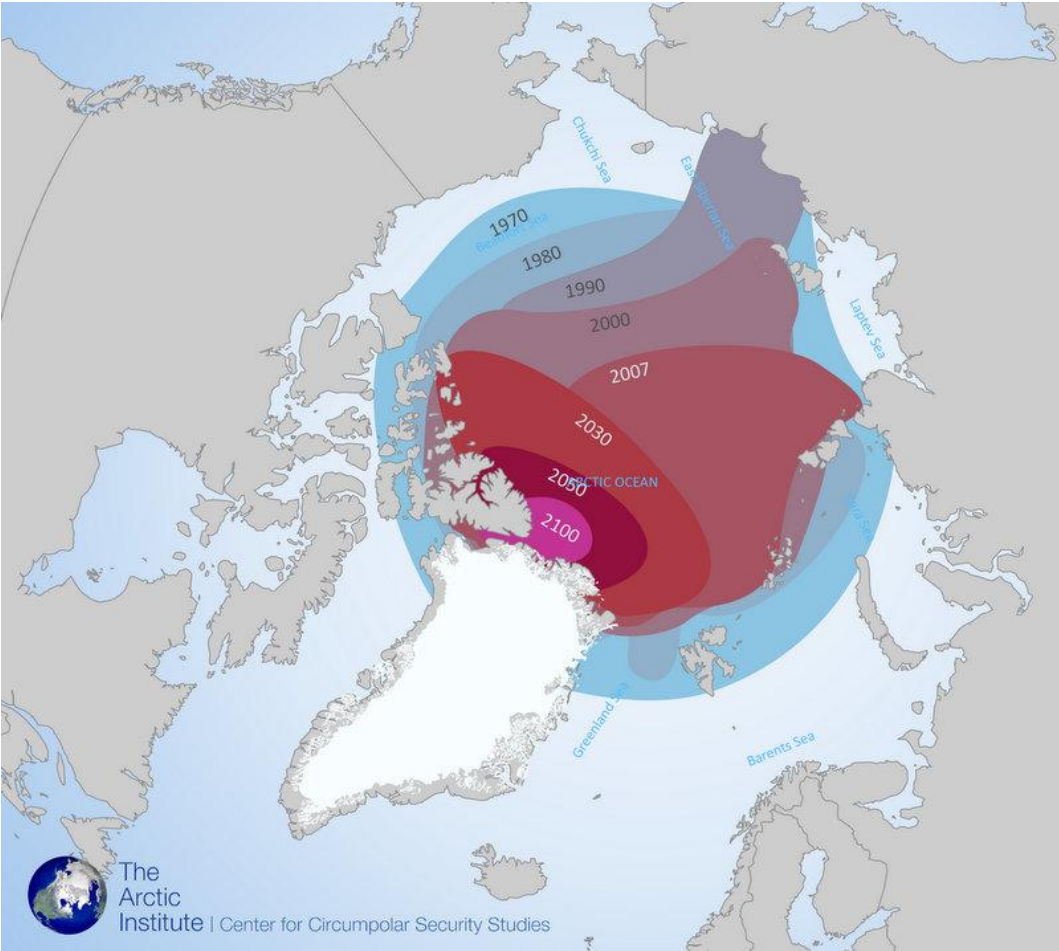 Chukchi Sea
East Siberian Sea
1970
Beaufort Sea
1980
1990
2000
Laptev Sea
2007
2030
2050
ARCTIC OCEAN
Kara Sea
2100
Greenland Sea
Barents Sea
The
Arctic
Institute | Center for Circumpolar Security Studies